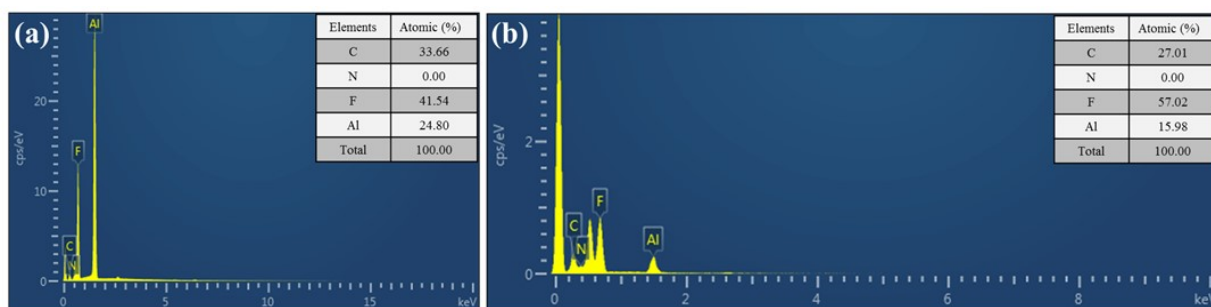 (a)
Al
F
C
N
cps/eV
20
10
0
0
5
10
15
keV
Elements Atomic (%)
C 33.66
N 0.00
F 41.54
Al 24.80
Total 100.00
(b)
C
N
F
Al
cps/eV
2
0
0
2
4
6
8
keV
Elements Atomic (%)
C 27.01
N 0.00
F 57.02
Al 15.98
Total 100.00